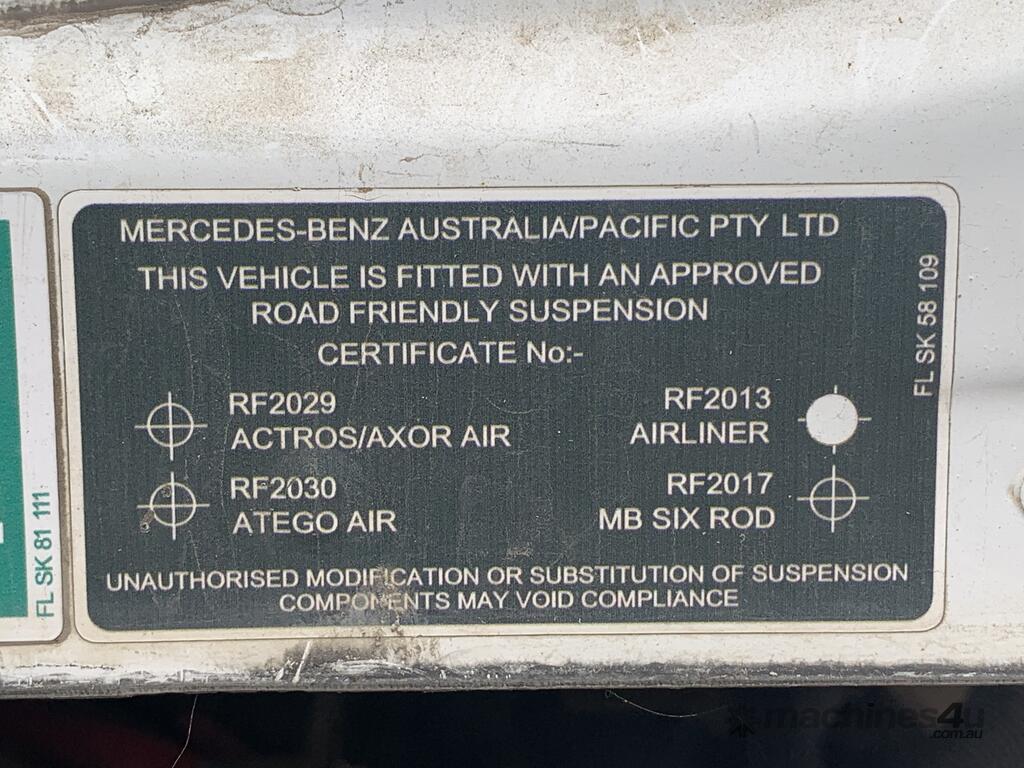 MERCEDES-BENZ AUSTRALIA/PACIFIC PTY LTD
THIS VEHICLE IS FITTED WITH AN APPROVED
ROAD FRIENDLY SUSPENSION
CERTIFICATE No:-
RF2029
ACTROS/AXOR AIR
RF2013
AIRLINER
RF2030
ATEGO AIR
RF2017
MB SIX ROD
UNAUTHORISED MODIFICATION OR SUBSTITUTION OF SUSPENSION
COMPONENTS MAY VOID COMPLIANCE
FL SK 58 109
FL SK 81 111
machines4u
.com.au